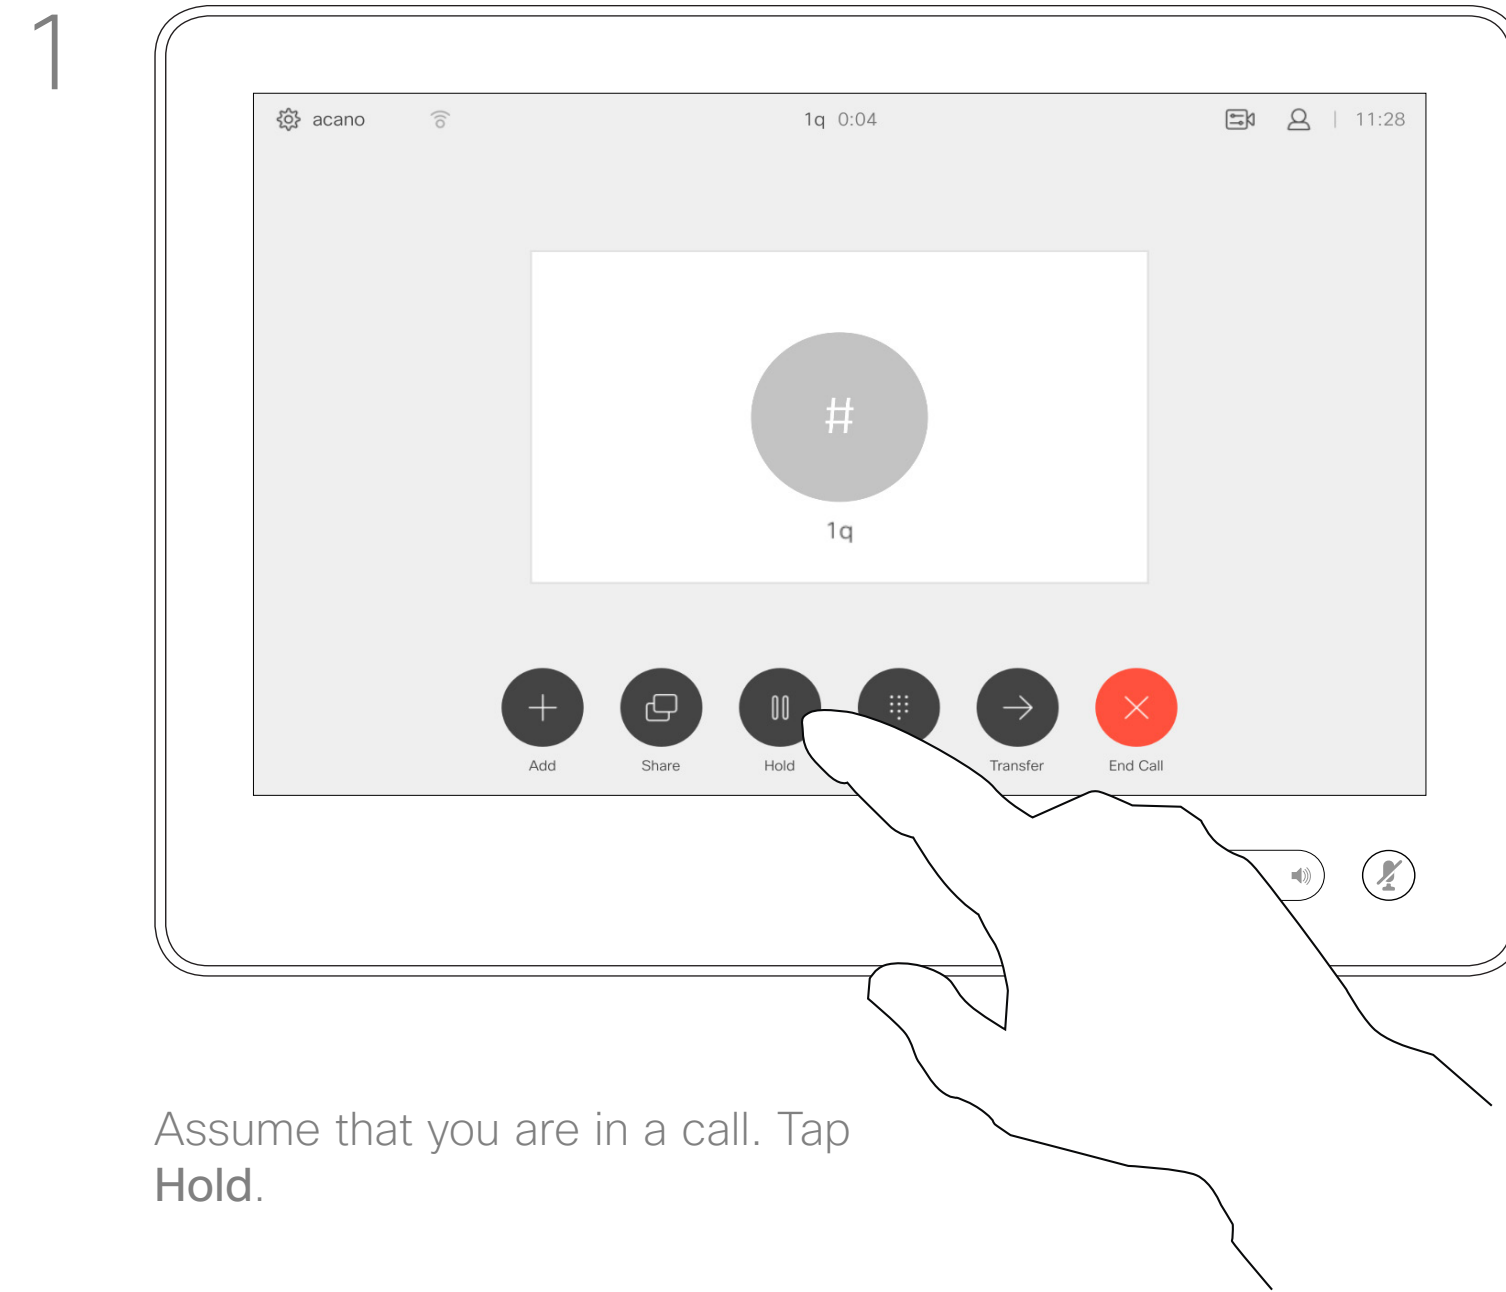 1
acano 1q 0:04 11:28
#
1q
Add Share Hold Transfer End Call
Assume that you are in a call. Tap
Hold.